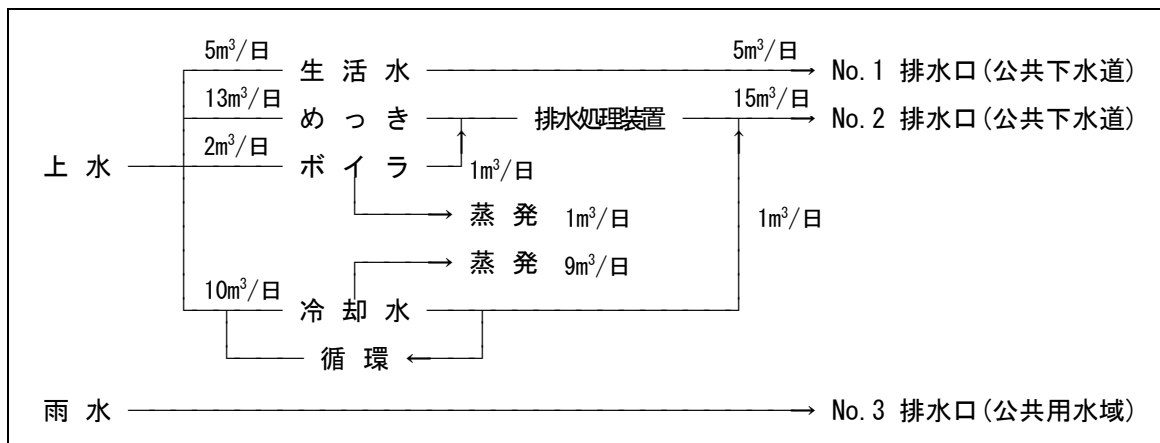 5m³/日 5m³/日
生活水 No.1 排水口(公共下水道)
13m³/日 15m³/日
めっき 排水処理装置 No.2 排水口(公共下水道)
2m³/日
上水 ボイラ 1m³/日
蒸発 1m³/日 1m³/日
蒸発 9m³/日
10m³/日
冷却水
循環
雨水 No.3 排水口(公共用水域)